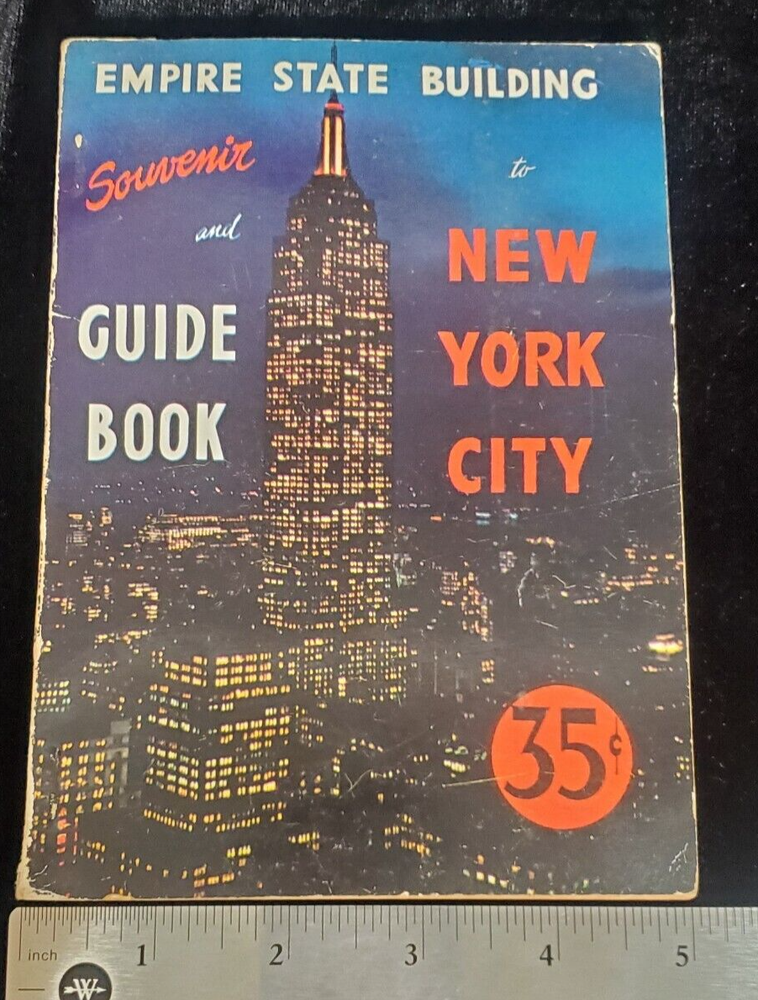 EMPIRE STATE BUILDING
Souvenir
and
GUIDE
BOOK
to
NEW
YORK
CITY
35¢
inch 1 2 3 4 5
W